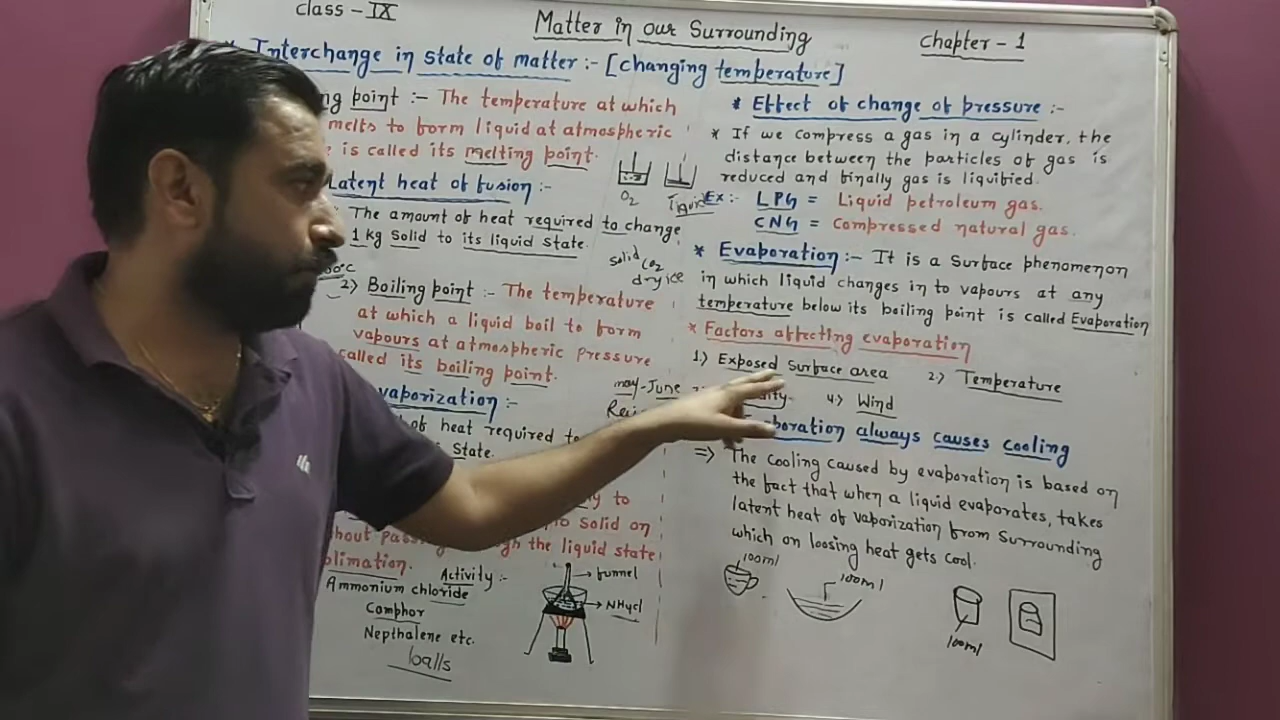 class - IX
Matter in our Surrounding
Chapter - 1
* Interchange in state of matter :- [changing temperature]
point :- The temperature at which
melts to form liquid at atmospheric
is called its melting point.
Latent heat of fusion :-
The amount of heat required to change
1 kg Solid to its liquid State.
O2
liquid
solid CO2
dry ice
2) Boiling point :- The temperature
at which a liquid boil to form
vapours at atmospheric pressure
called its boiling point.
vaporization :-
of heat required to
State.
may - June
to
solid on
the liquid state
Ammonium chloride
Comphor
Nepthalene etc.
balls
Activity :-
funnel
NH4Cl
* Effect of change of pressure :-
* If we compress a gas in a cylinder, the
distance between the particles of gas is
reduced and finally gas is liquified.
Ex :- LPG = Liquid petroleum gas.
CNG = Compressed natural gas.
* Evaporation :- It is a surface phenomenon
in which liquid changes in to vapours at any
temperature below its boiling point is called Evaporation
* Factors affecting evaporation
1.) Exposed surface area 2.) Temperature
4.) Wind
always causes cooling
=> The cooling caused by evaporation is based on
the fact that when a liquid evaporates, takes
latent heat of vaporization from surrounding
which on loosing heat gets cool.
100ml
100ml
100ml